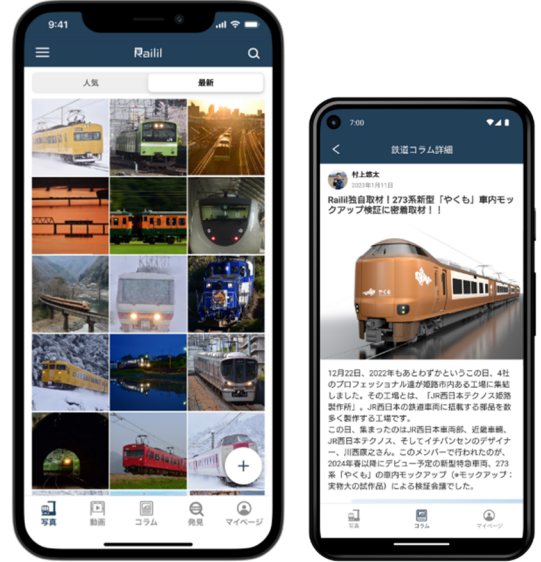 9:41
Railil
人気
最新
+
写真
動画
コラム
発見
マイページ
7:00
鉄道コラム詳細
村上悠太
2023年1月11日
Railil独自取材！273系新型「やくも」車内モッ
クアップ検証に密着取材！！
やくも
12月22日、2022年もあとわずかというこの日、4社
のプロフェッショナル達が姫路市内ある工場に集結
しました。その工場とは、「JR西日本テクノス姫路
製作所」。JR西日本の鉄道車両に搭載する部品を数
多く製作する工場です。
この日、集まったのはJR西日本車両部、近畿車輌、
JR西日本テクノス、そしてイチバンセンのデザイナ
ー、川西康之さん。このメンバーで行われたのが、
2024年春以降にデビュー予定の新型特急車両、273
系「やくも」の車内モックアップ（※モックアップ：
実物大の試作品）による検証会議でした。
写真
コラム
マイページ